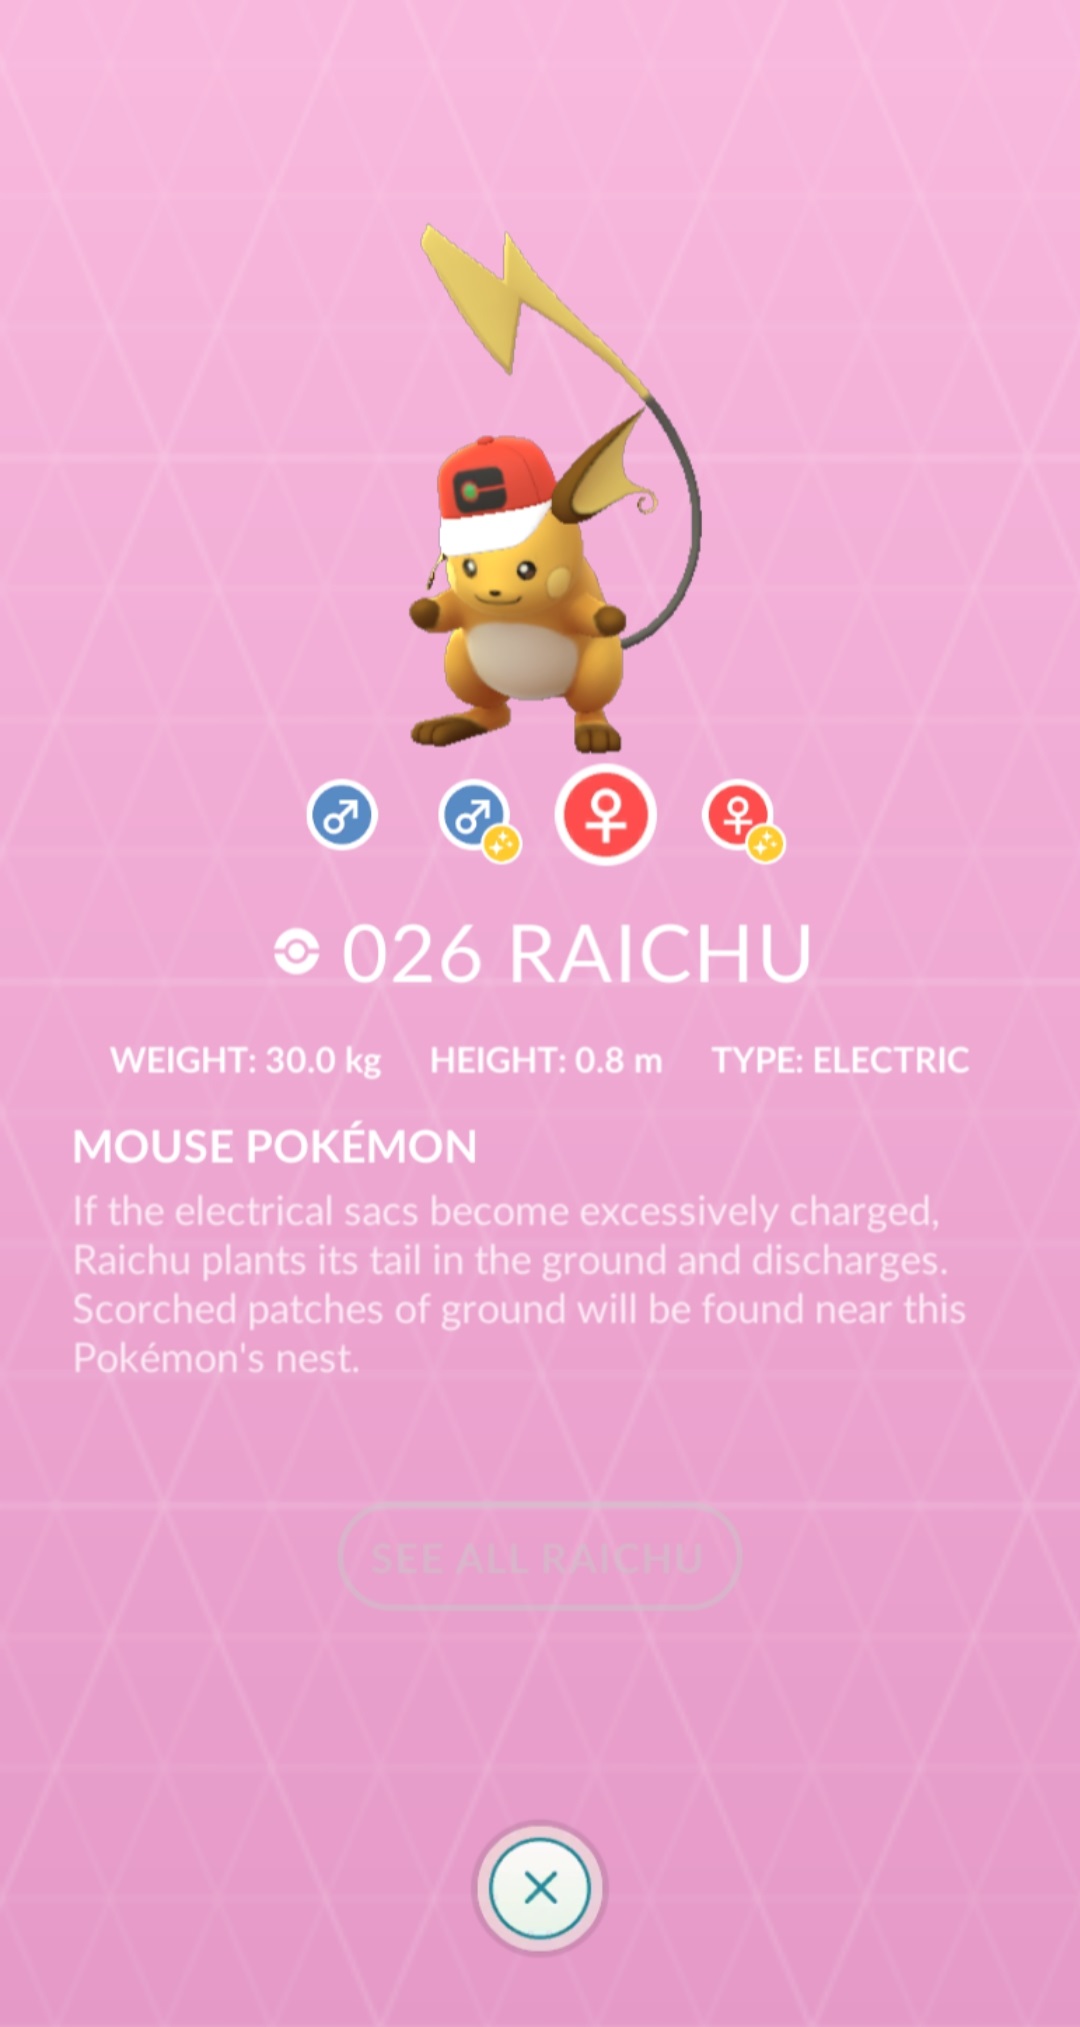 026 RAICHU
WEIGHT: 30.0 kg HEIGHT: 0.8 m TYPE: ELECTRIC
MOUSE POKÉMON
If the electrical sacs become excessively charged,
Raichu plants its tail in the ground and discharges.
Scorched patches of ground will be found near this
Pokémon's nest.
SEE ALL RAICHU